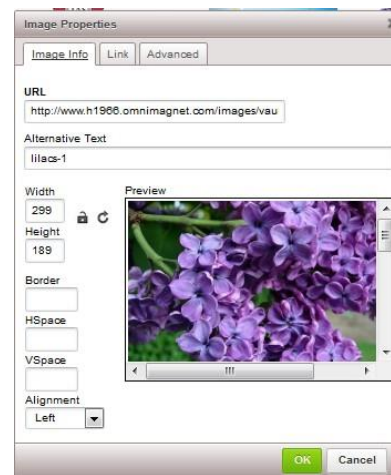 Image Properties
Image Info Link Advanced
URL
http://www.h1966.omnimagnet.com/images/vau
Alternative Text
lilacs-1
Width
299
Height
189
Preview
Border
HSpace
VSpace
Alignment
Left
OK Cancel